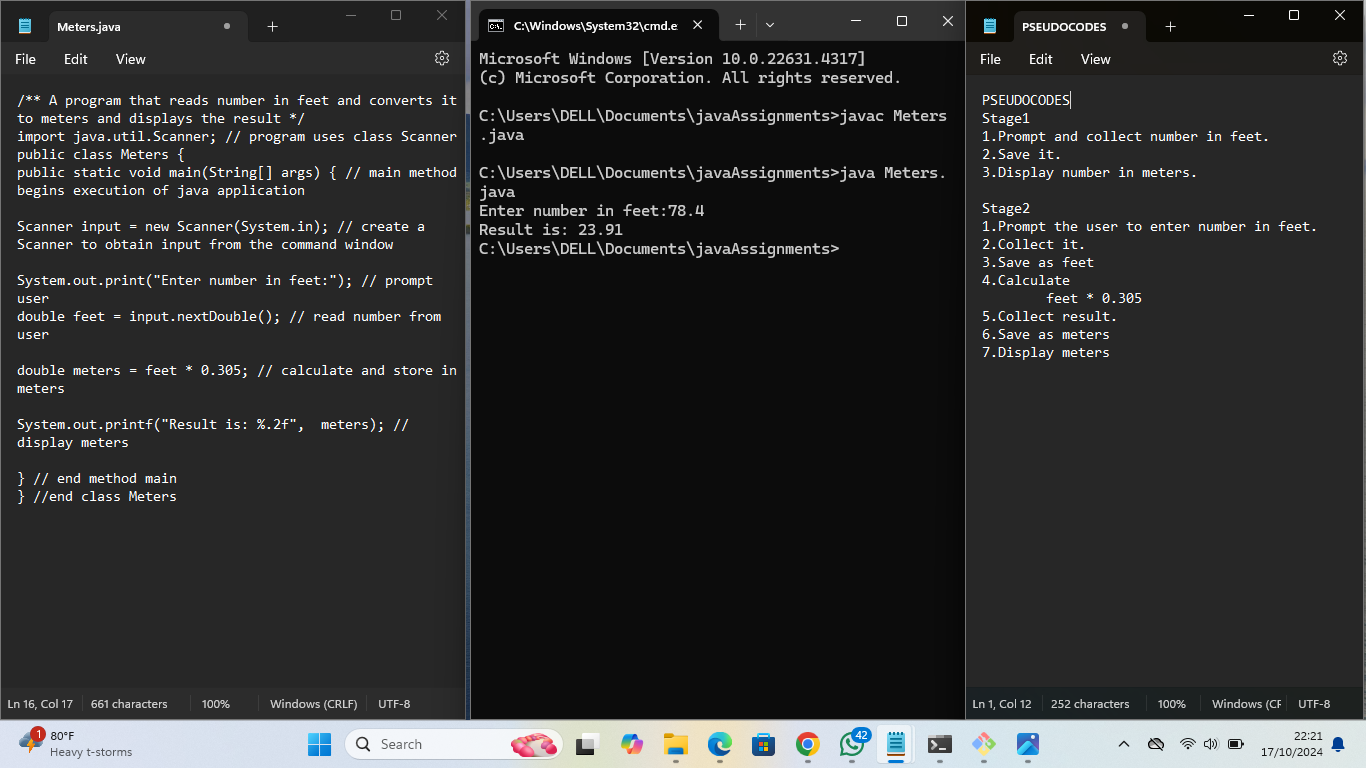 Meters.java
File Edit View
/** A program that reads number in feet and converts it
to meters and displays the result */
import java.util.Scanner; // program uses class Scanner
public class Meters {
public static void main(String[] args) { // main method
begins execution of java application
Scanner input = new Scanner(System.in); // create a
Scanner to obtain input from the command window
System.out.print("Enter number in feet:"); // prompt
user
double feet = input.nextDouble(); // read number from
user
double meters = feet * 0.305; // calculate and store in
meters
System.out.printf("Result is: %.2f",  meters); //
display meters
} // end method main
} //end class Meters
Ln 16, Col 17 661 characters 100% Windows (CRLF) UTF-8
C:\Windows\System32\cmd.e
Microsoft Windows [Version 10.0.22631.4317]
(c) Microsoft Corporation. All rights reserved.
C:\Users\DELL\Documents\javaAssignments>javac Meters
.java
C:\Users\DELL\Documents\javaAssignments>java Meters.
java
Enter number in feet:78.4
Result is: 23.91
C:\Users\DELL\Documents\javaAssignments>
PSEUDOCODES
File Edit View
PSEUDOCODES
Stage1
1.Prompt and collect number in feet.
2.Save it.
3.Display number in meters.
Stage2
1.Prompt the user to enter number in feet.
2.Collect it.
3.Save as feet
4.Calculate
feet * 0.305
5.Collect result.
6.Save as meters
7.Display meters
Ln 1, Col 12 252 characters 100% Windows (CF UTF-8
1
80°F
Heavy t-storms
Search
42
22:21
17/10/2024